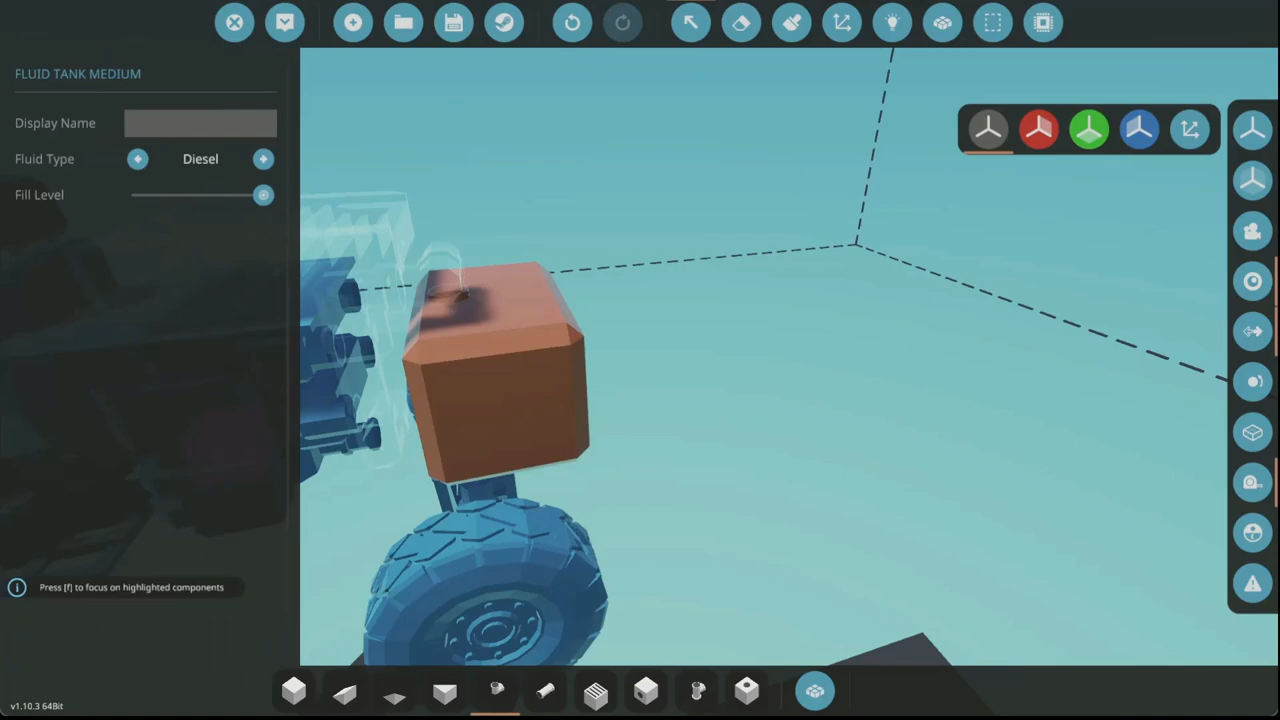 FLUID TANK MEDIUM
Display Name
Fluid Type Diesel
Fill Level
Press [f] to focus on highlighted components
v1.10.3 64Bit